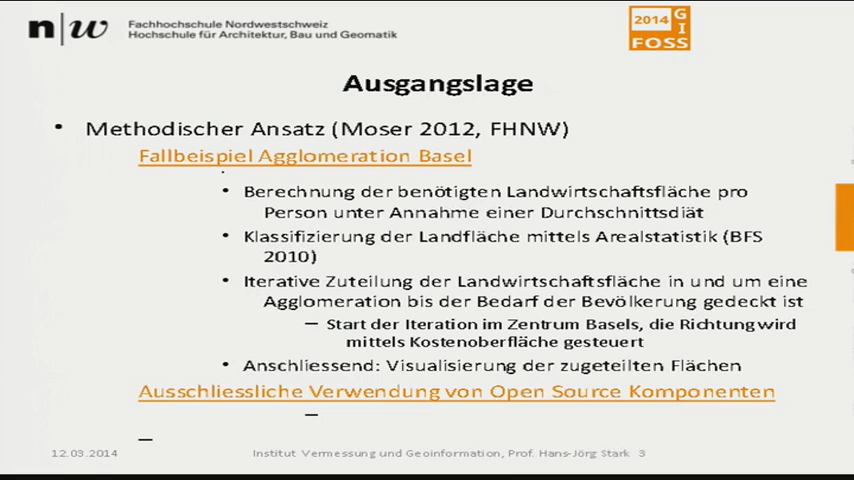 n|w Fachhochschule Nordwestschweiz
Hochschule für Architektur, Bau und Geomatik
2014 GI
FOSS
Ausgangslage
• Methodischer Ansatz (Moser 2012, FHNW)
Fallbeispiel Agglomeration Basel
• Berechnung der benötigten Landwirtschaftsfläche pro
Person unter Annahme einer Durchschnittsdiät
• Klassifizierung der Landfläche mittels Arealstatistik (BFS
2010)
• Iterative Zuteilung der Landwirtschaftsfläche in und um eine
Agglomeration bis der Bedarf der Bevölkerung gedeckt ist
– Start der Iteration im Zentrum Basels, die Richtung wird
mittels Kostenoberfläche gesteuert
• Anschliessend: Visualisierung der zugeteilten Flächen
Ausschliessliche Verwendung von Open Source Komponenten
–
–
12.03.2014 Institut Vermessung und Geoinformation, Prof. Hans-Jörg Stark 3